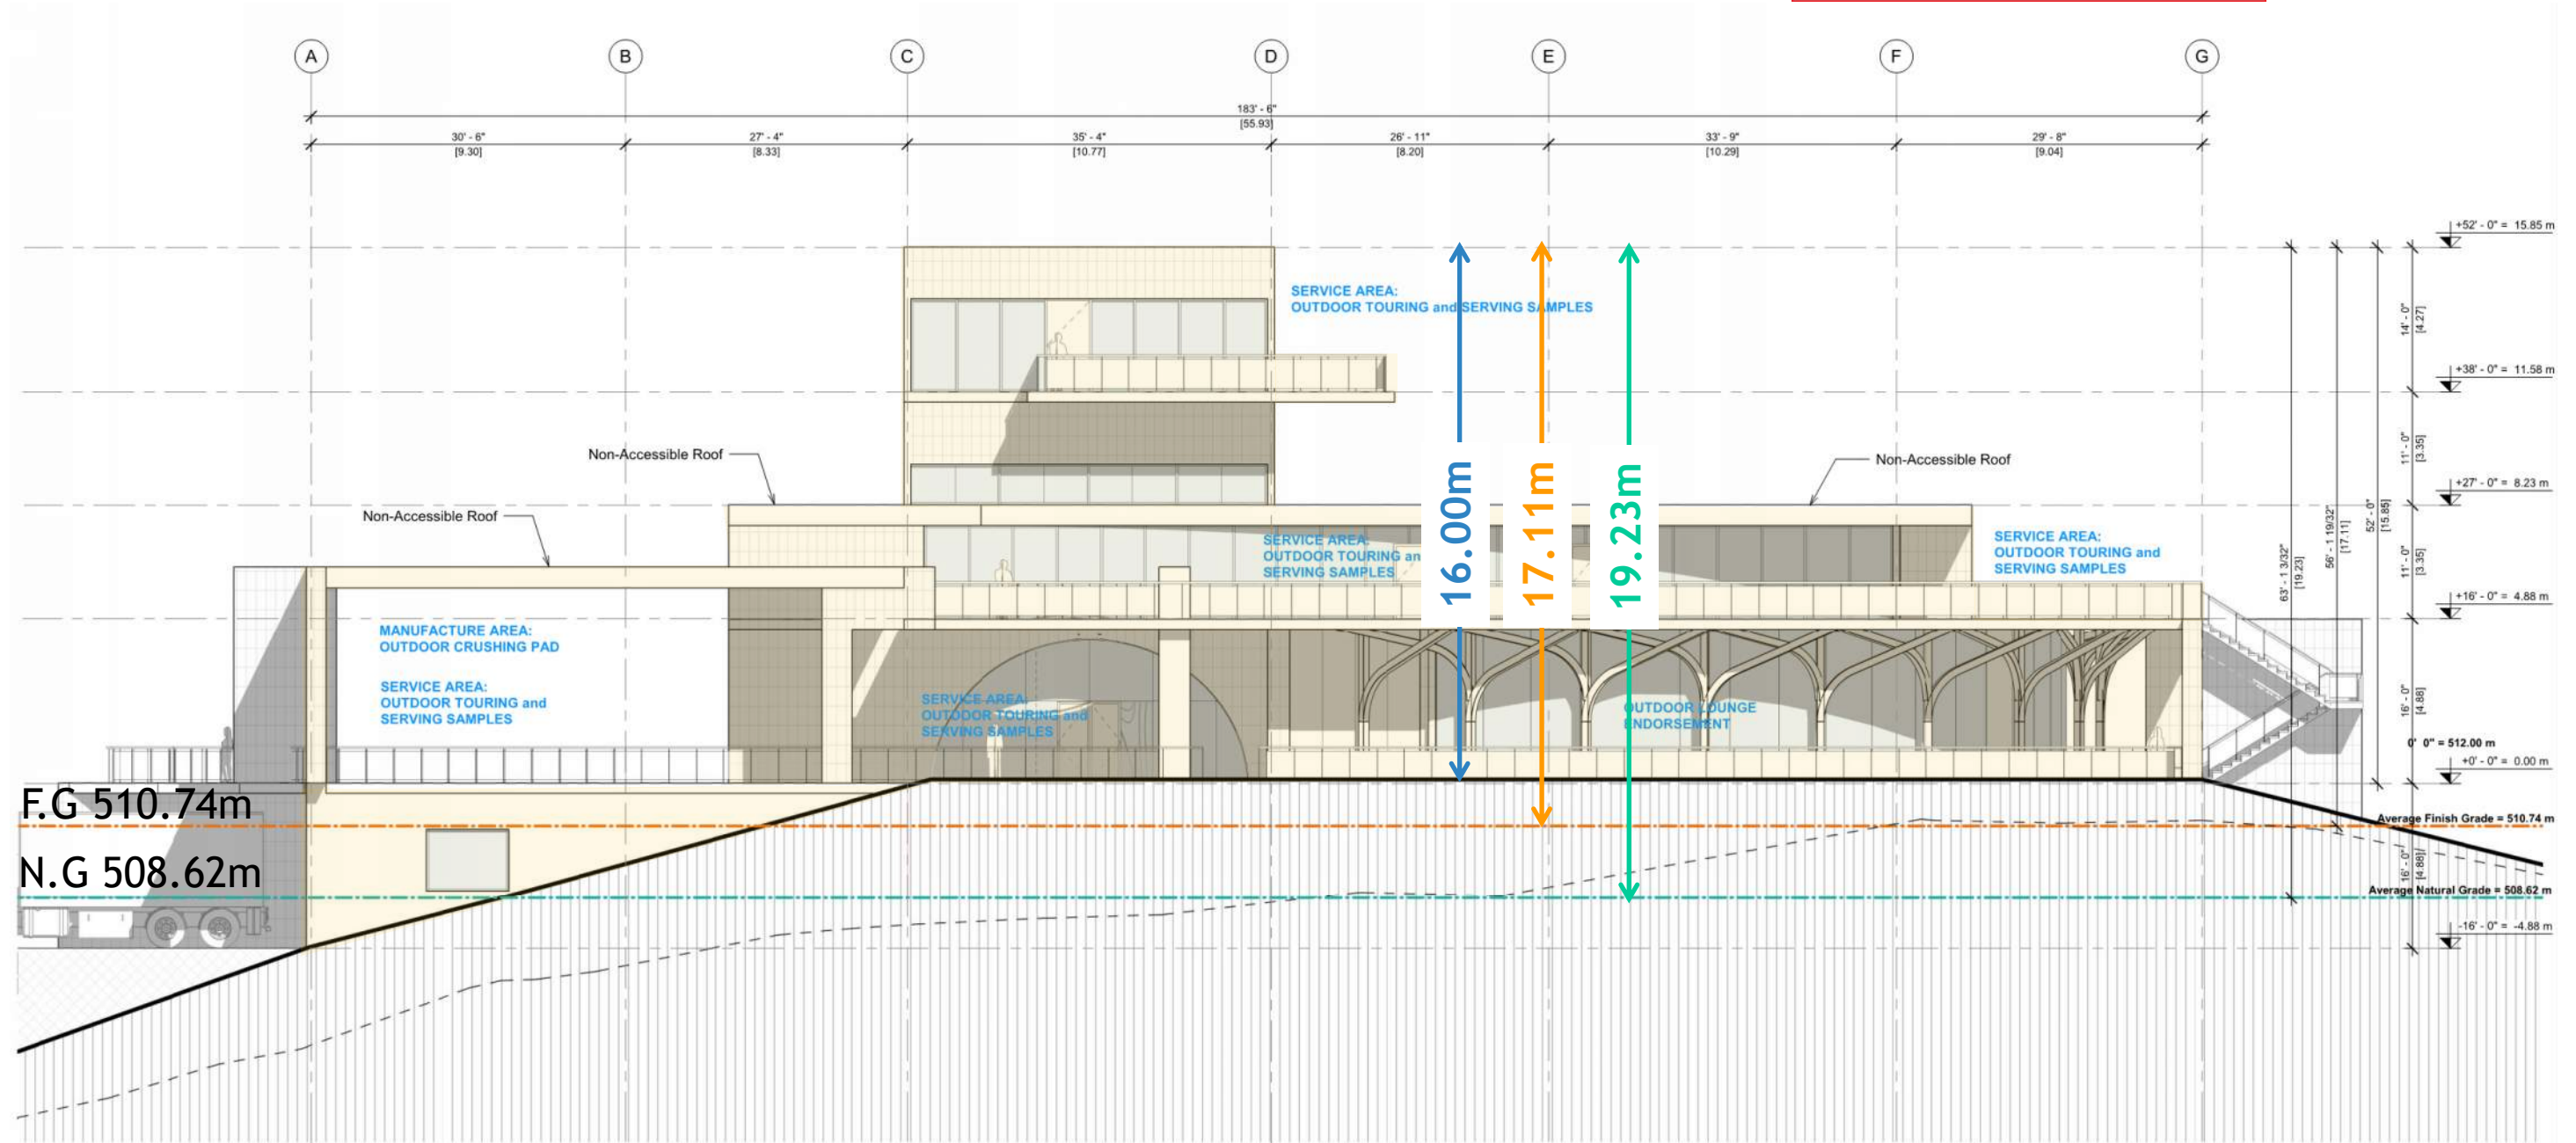 A
B
C
D
E
F
G
183' - 6"
[55.93]
30' - 6"
[9.30]
27' - 4"
[8.33]
35' - 4"
[10.77]
26' - 11"
[8.20]
33' - 9"
[10.29]
29' - 8"
[9.04]
+52' - 0" = 15.85 m
14' - 0"
[4.27]
SERVICE AREA:
OUTDOOR TOURING and SERVING SAMPLES
+38' - 0" = 11.58 m
11' - 0"
[3.35]
Non-Accessible Roof
Non-Accessible Roof
+27' - 0" = 8.23 m
Non-Accessible Roof
16.00m
17.11m
19.23m
63' - 1 3/32"
[19.23]
56' - 1 19/32"
[17.11]
52' - 0"
[15.85]
11' - 0"
[3.35]
SERVICE AREA:
OUTDOOR TOURING an
SERVING SAMPLES
SERVICE AREA:
OUTDOOR TOURING and
SERVING SAMPLES
+16' - 0" = 4.88 m
MANUFACTURE AREA:
OUTDOOR CRUSHING PAD
SERVICE AREA:
OUTDOOR TOURING and
SERVING SAMPLES
SERVICE AREA:
OUTDOOR TOURING and
SERVING SAMPLES
OUTDOOR LOUNGE
ENDORSEMENT
16' - 0"
[4.88]
0' 0" = 512.00 m
+0' - 0" = 0.00 m
F.G 510.74m
Average Finish Grade = 510.74 m
16' - 0"
[4.88]
N.G 508.62m
Average Natural Grade = 508.62 m
-16' - 0" = -4.88 m